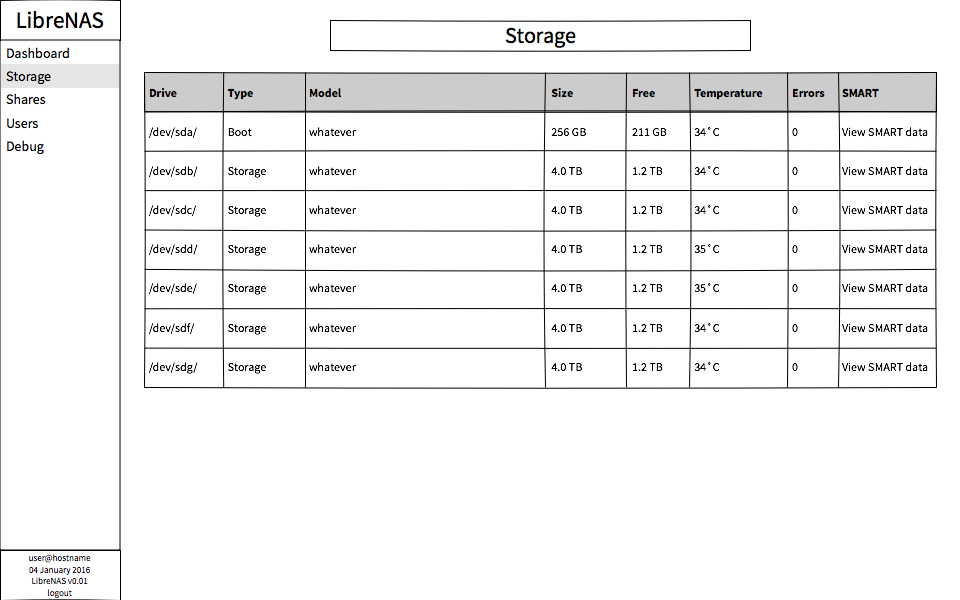 LibreNAS
Dashboard
Storage
Shares
Users
Debug
user@hostname
04 January 2016
LibreNAS v0.01
logout
Storage
Drive Type Model Size Free Temperature Errors SMART
/dev/sda/ Boot whatever 256 GB 211 GB 34°C 0 View SMART data
/dev/sdb/ Storage whatever 4.0 TB 1.2 TB 34°C 0 View SMART data
/dev/sdc/ Storage whatever 4.0 TB 1.2 TB 34°C 0 View SMART data
/dev/sdd/ Storage whatever 4.0 TB 1.2 TB 35°C 0 View SMART data
/dev/sde/ Storage whatever 4.0 TB 1.2 TB 35°C 0 View SMART data
/dev/sdf/ Storage whatever 4.0 TB 1.2 TB 34°C 0 View SMART data
/dev/sdg/ Storage whatever 4.0 TB 1.2 TB 34°C 0 View SMART data